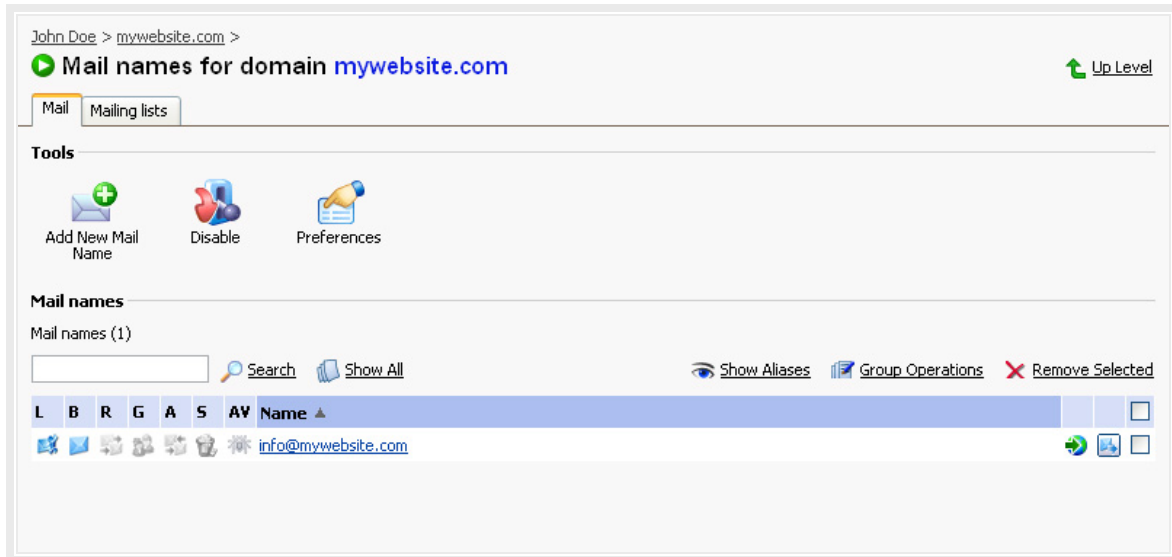 John Doe > mywebsite.com >
Mail names for domain mywebsite.com
Up Level
Mail Mailing lists
Tools
Add New Mail Name
Disable
Preferences
Mail names
Mail names (1)
Search Show All Show Aliases Group Operations Remove Selected
L B R G A S AV Name
info@mywebsite.com